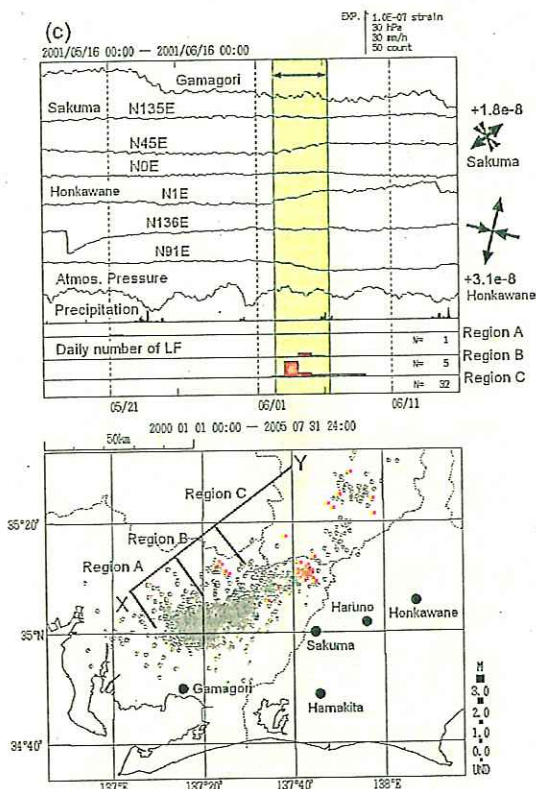 (c)
EXP. 1.0E-07 strain
30 hPa
30 mm/h
50 count
2001/05/16 00:00 — 2001/06/16 00:00
Gamagori
Sakuma N135E
N45E
N0E
Honkawane N1E
N136E
N91E
Atmos. Pressure
Precipitation
Daily number of LF
+1.8e-8
Sakuma
+3.1e-8
Honkawane
N= 1 Region A
N= 5 Region B
N= 32 Region C
05/21 06/01 06/11
2000 01 01 00:00 — 2005 07 31 24:00
50km
Y
Region C
Region B
Region A
X
35°20'
35°N
34°40'
Honkawane
Haruno
Sakuma
Gamagori
Hamakita
M
3.0
2.0
1.0
0.0
UND
137°E 137°20' 137°40' 138°E